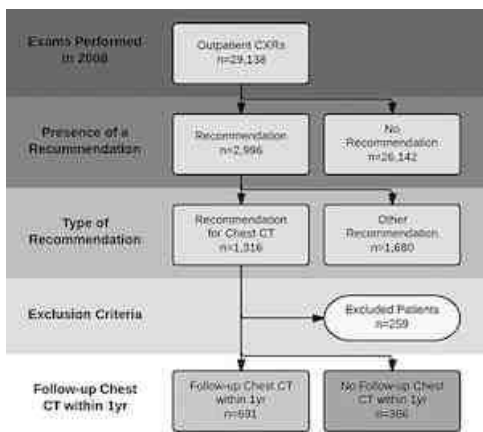 Exams Performed
in 2008
Outpatient CXRs
n=29,138
Presence of a
Recommendation
Recommendation
n=2,996
No
Recommendation
n=26,142
Type of
Recommendation
Recommendation
for Chest CT
n=1,316
Other
Recommendation
n=1,680
Exclusion Criteria
Excluded Patients
n=259
Follow-up Chest
CT within 1yr
Follow-up Chest CT
within 1yr
n=691
No Follow-up Chest
CT within 1yr
n=366